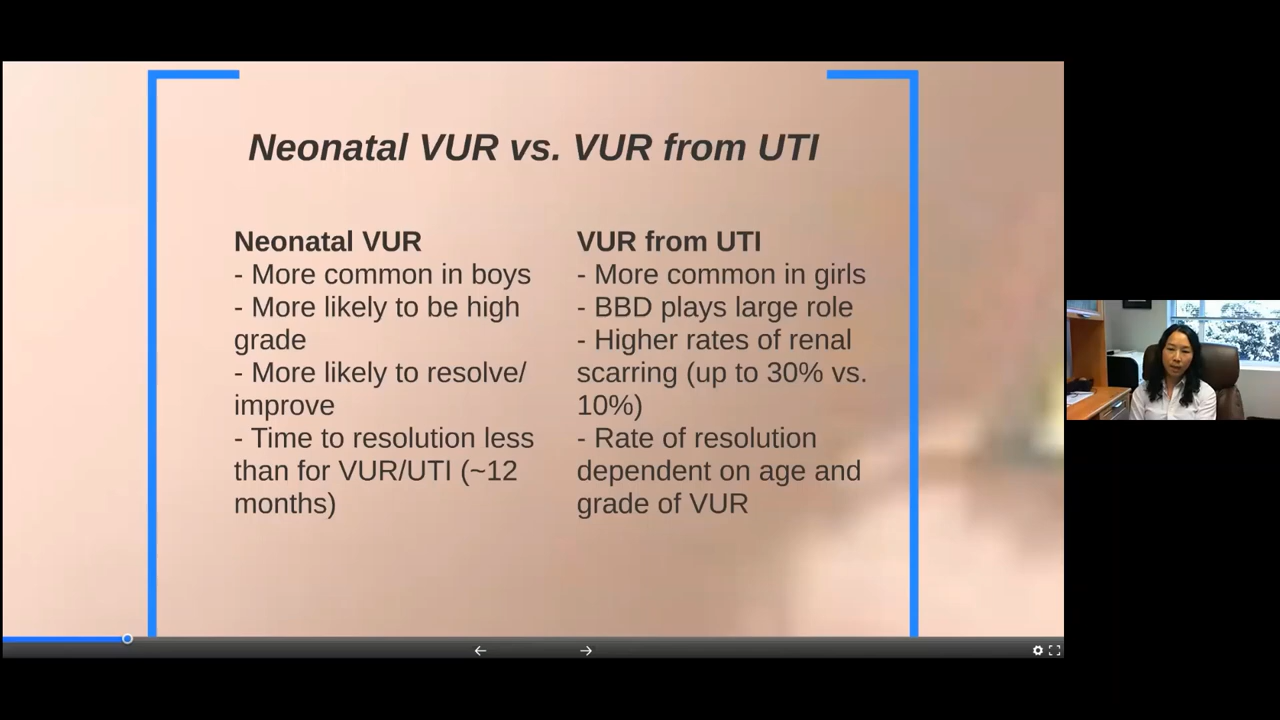 Neonatal VUR vs. VUR from UTI
Neonatal VUR
- More common in boys
- More likely to be high
grade
- More likely to resolve/
improve
- Time to resolution less
than for VUR/UTI (~12
months)
VUR from UTI
- More common in girls
- BBD plays large role
- Higher rates of renal
scarring (up to 30% vs.
10%)
- Rate of resolution
dependent on age and
grade of VUR